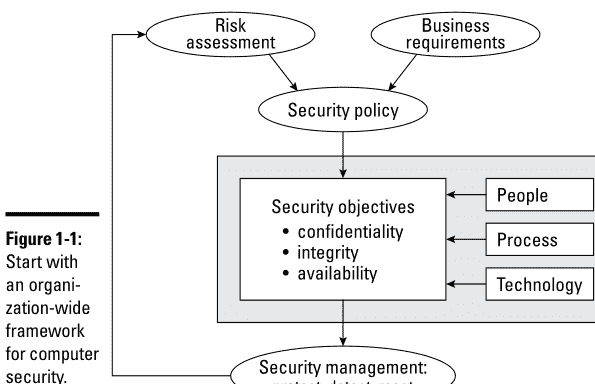 Risk
assessment
Business
requirements
Security policy
Security objectives
• confidentiality
• integrity
• availability
People
Process
Technology
Figure 1-1:
Start with
an organi-
zation-wide
framework
for computer
security.
Security management: